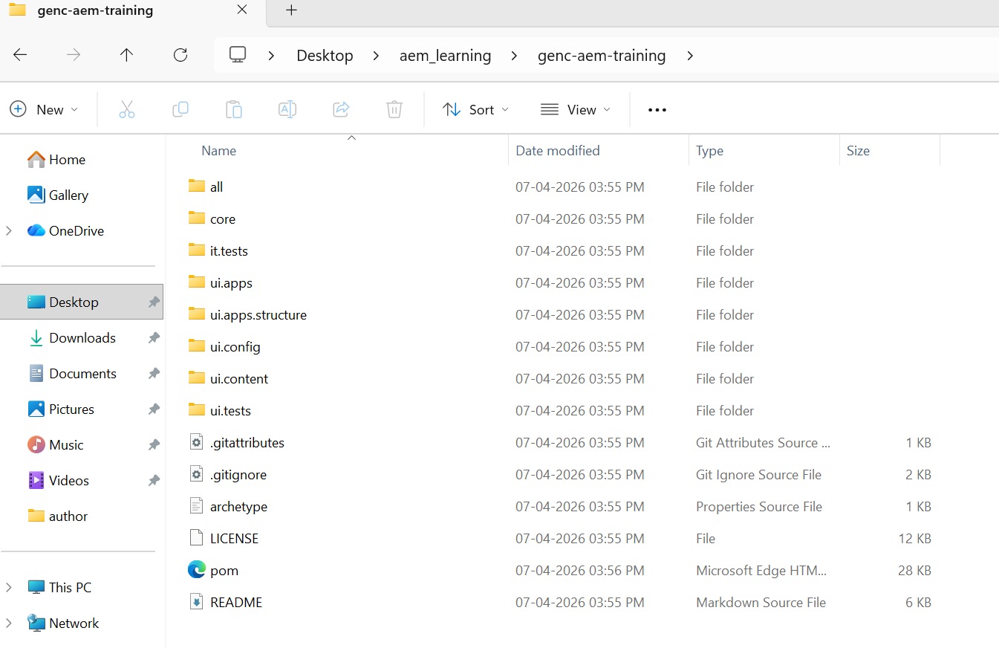 genc-aem-training
Desktop > aem_learning > genc-aem-training >
New Sort View
Name Date modified Type Size
Home
Gallery
OneDrive
Desktop
Downloads
Documents
Pictures
Music
Videos
author
This PC
Network
all 07-04-2026 03:55 PM File folder
core 07-04-2026 03:55 PM File folder
it.tests 07-04-2026 03:55 PM File folder
ui.apps 07-04-2026 03:55 PM File folder
ui.apps.structure 07-04-2026 03:55 PM File folder
ui.config 07-04-2026 03:55 PM File folder
ui.content 07-04-2026 03:55 PM File folder
ui.tests 07-04-2026 03:55 PM File folder
.gitattributes 07-04-2026 03:55 PM Git Attributes Source ... 1 KB
.gitignore 07-04-2026 03:55 PM Git Ignore Source File 2 KB
archetype 07-04-2026 03:55 PM Properties Source File 1 KB
LICENSE 07-04-2026 03:55 PM File 12 KB
pom 07-04-2026 03:56 PM Microsoft Edge HTM... 28 KB
README 07-04-2026 03:55 PM Markdown Source File 6 KB